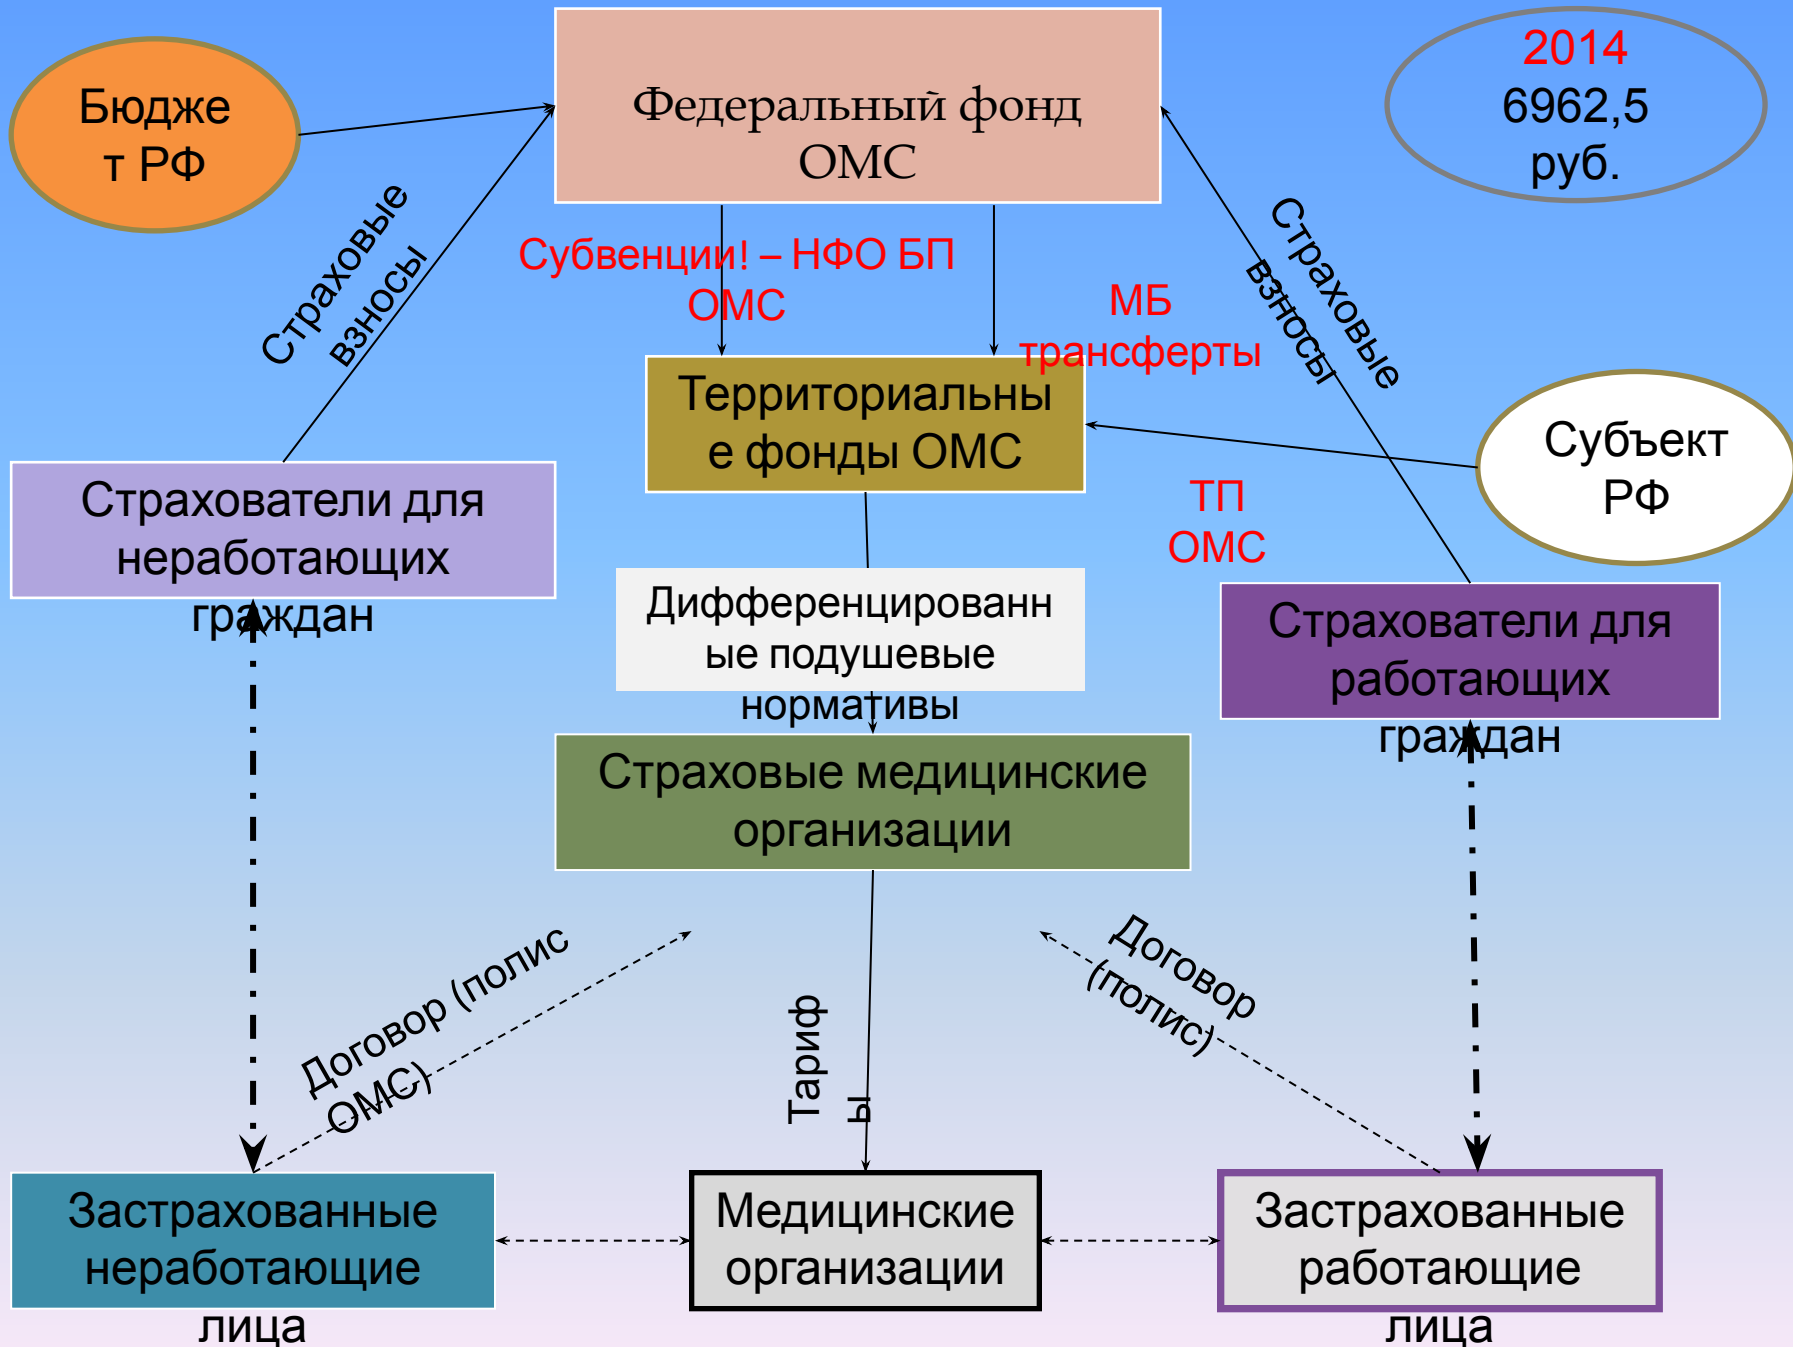 Бюдже
т РФ
Федеральный фонд
ОМС
2014
6962,5
руб.
Страховые
взносы
Субвенции! – НФО БП
ОМС
МБ
трансферты
Страховые
взносы
Территориальны
е фонды ОМС
Субъект
РФ
Страхователи для
неработающих
граждан
ТП
ОМС
Дифференцированн
ые подушевые
нормативы
Страхователи для
работающих
граждан
Страховые медицинские
организации
Договор (полис
ОМС)
Тариф
ы
Договор
(полис)
Застрахованные
неработающие
лица
Медицинские
организации
Застрахованные
работающие
лица